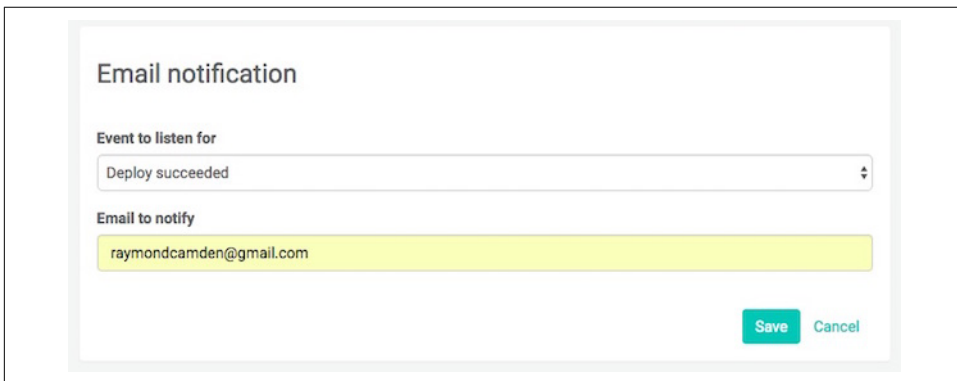 Email notification
Event to listen for
Deploy succeeded
Email to notify
raymondcamden@gmail.com
Save Cancel